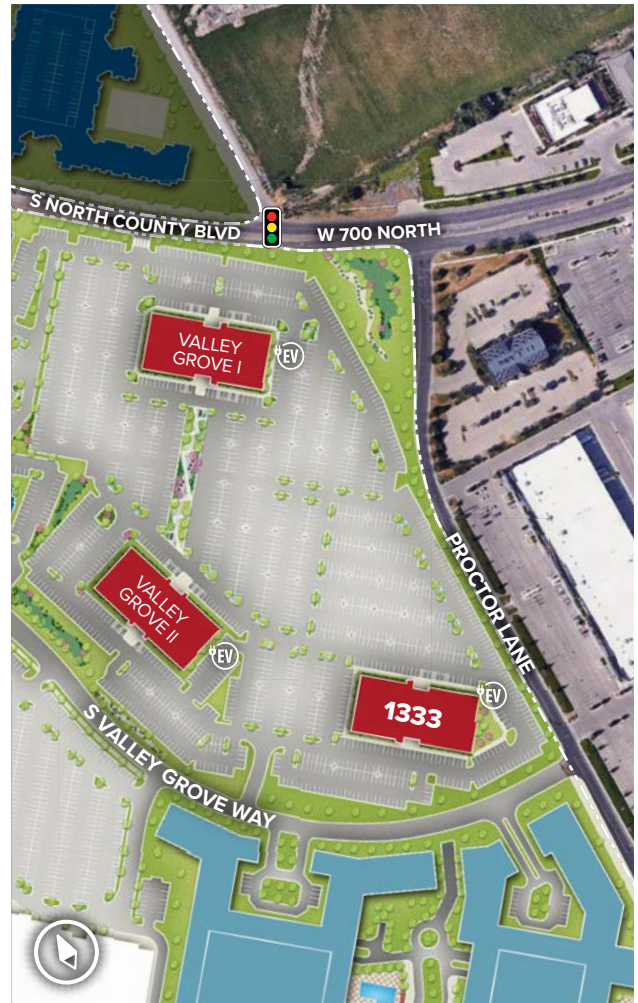 S NORTH COUNTY BLVD
W 700 NORTH
VALLEY
GROVE I
EV
VALLEY
GROVE II
EV
PROCTOR LANE
EV
1333
S VALLEY GROVE WAY